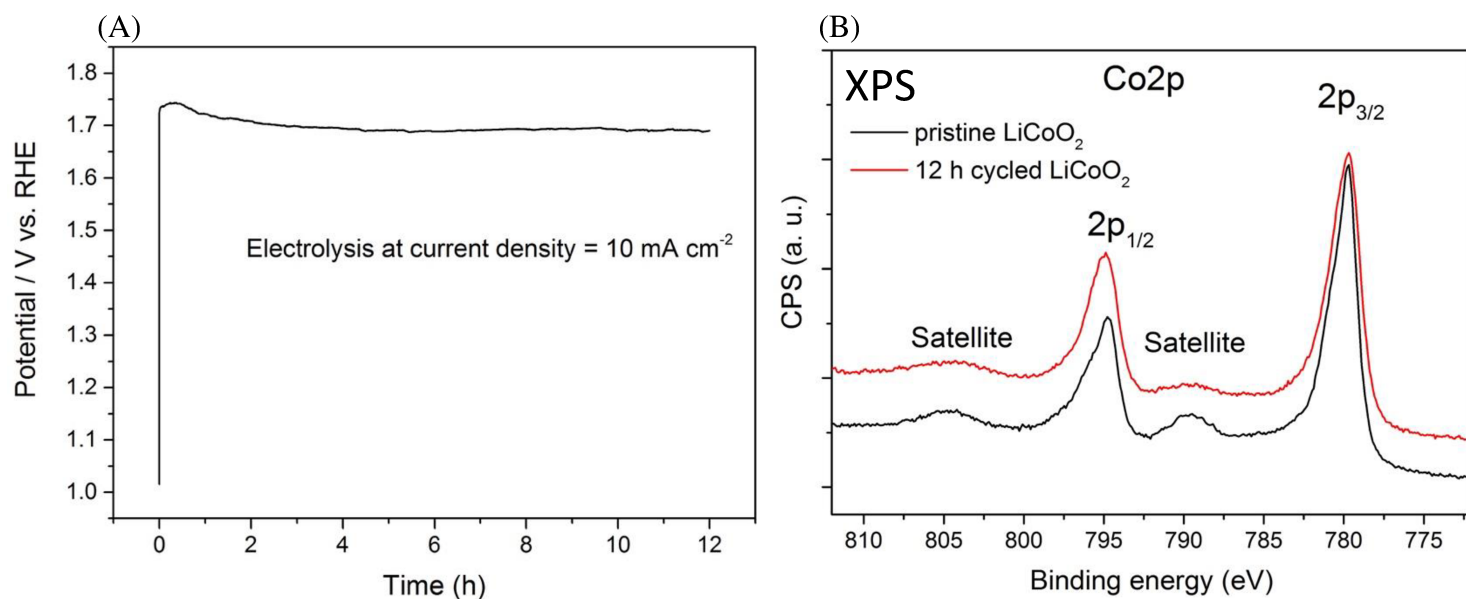 (A)
1.8
1.7
1.6
1.5
1.4
1.3
1.2
1.1
1.0
Potential / V vs. RHE
Electrolysis at current density = 10 mA cm⁻²
0 2 4 6 8 10 12
Time (h)
(B)
XPS
Co2p
2p₃/₂
pristine LiCoO₂
12 h cycled LiCoO₂
2p₁/₂
Satellite
Satellite
CPS (a. u.)
810 805 800 795 790 785 780 775
Binding energy (eV)